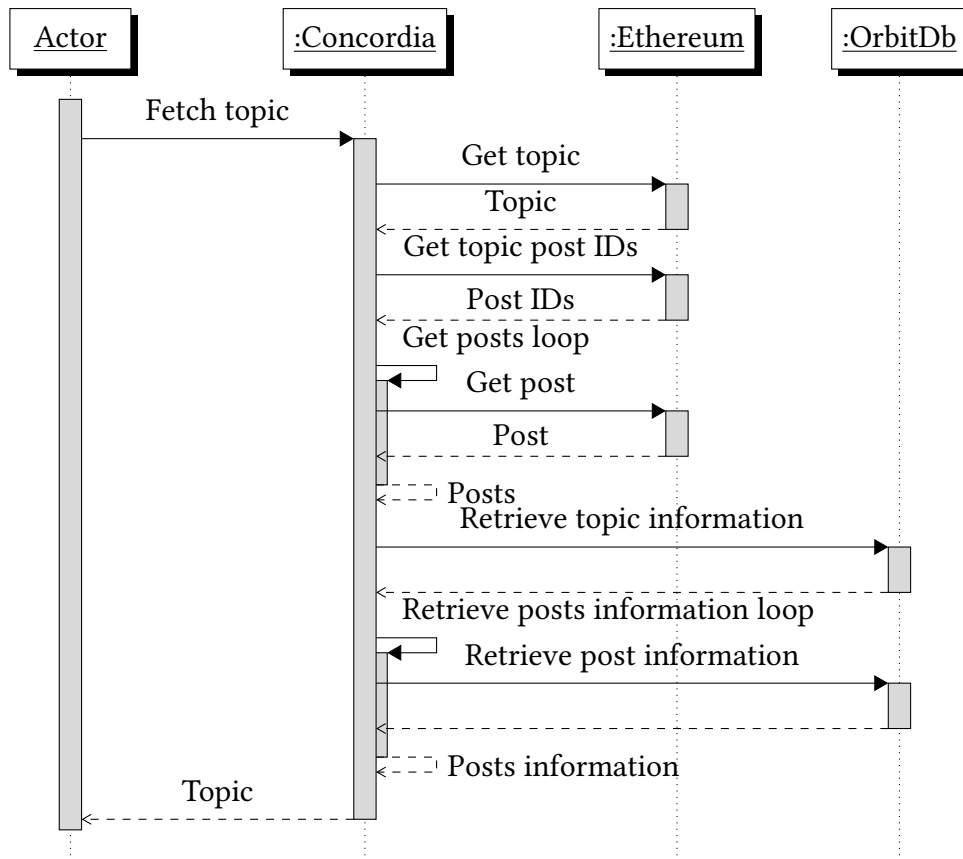 Actor
:Concordia
:Ethereum
:OrbitDb
Fetch topic
Get topic
Topic
Get topic post IDs
Post IDs
Get posts loop
Get post
Post
Posts
Retrieve topic information
Retrieve posts information loop
Retrieve post information
Posts information
Topic